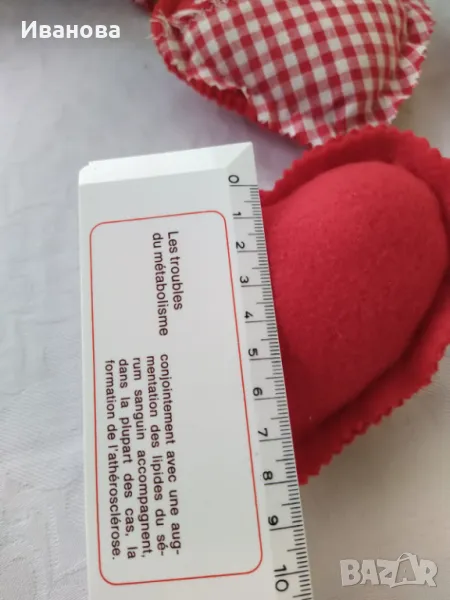 Иванова
0 1 2 3 4 5 6 7 8 9 10
Les troubles
du métabolisme
conjointement avec une aug-
mentation des lipides du sé-
rum sanguin accompagnent,
dans la plupart des cas, la
formation de l'athérosclérose.
BAZAR